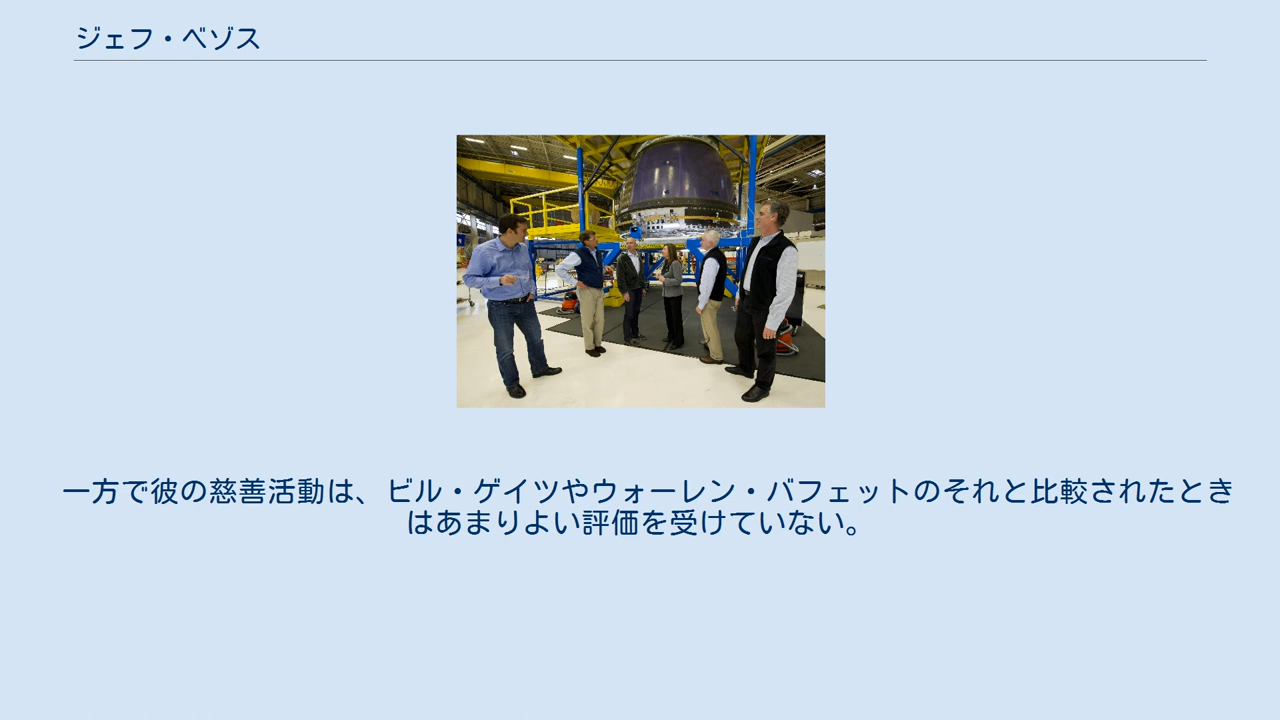 ジェフ・ベゾス
一方で彼の慈善活動は、ビル・ゲイツやウォーレン・バフェットのそれと比較されたとき
はあまりよい評価を受けていない。